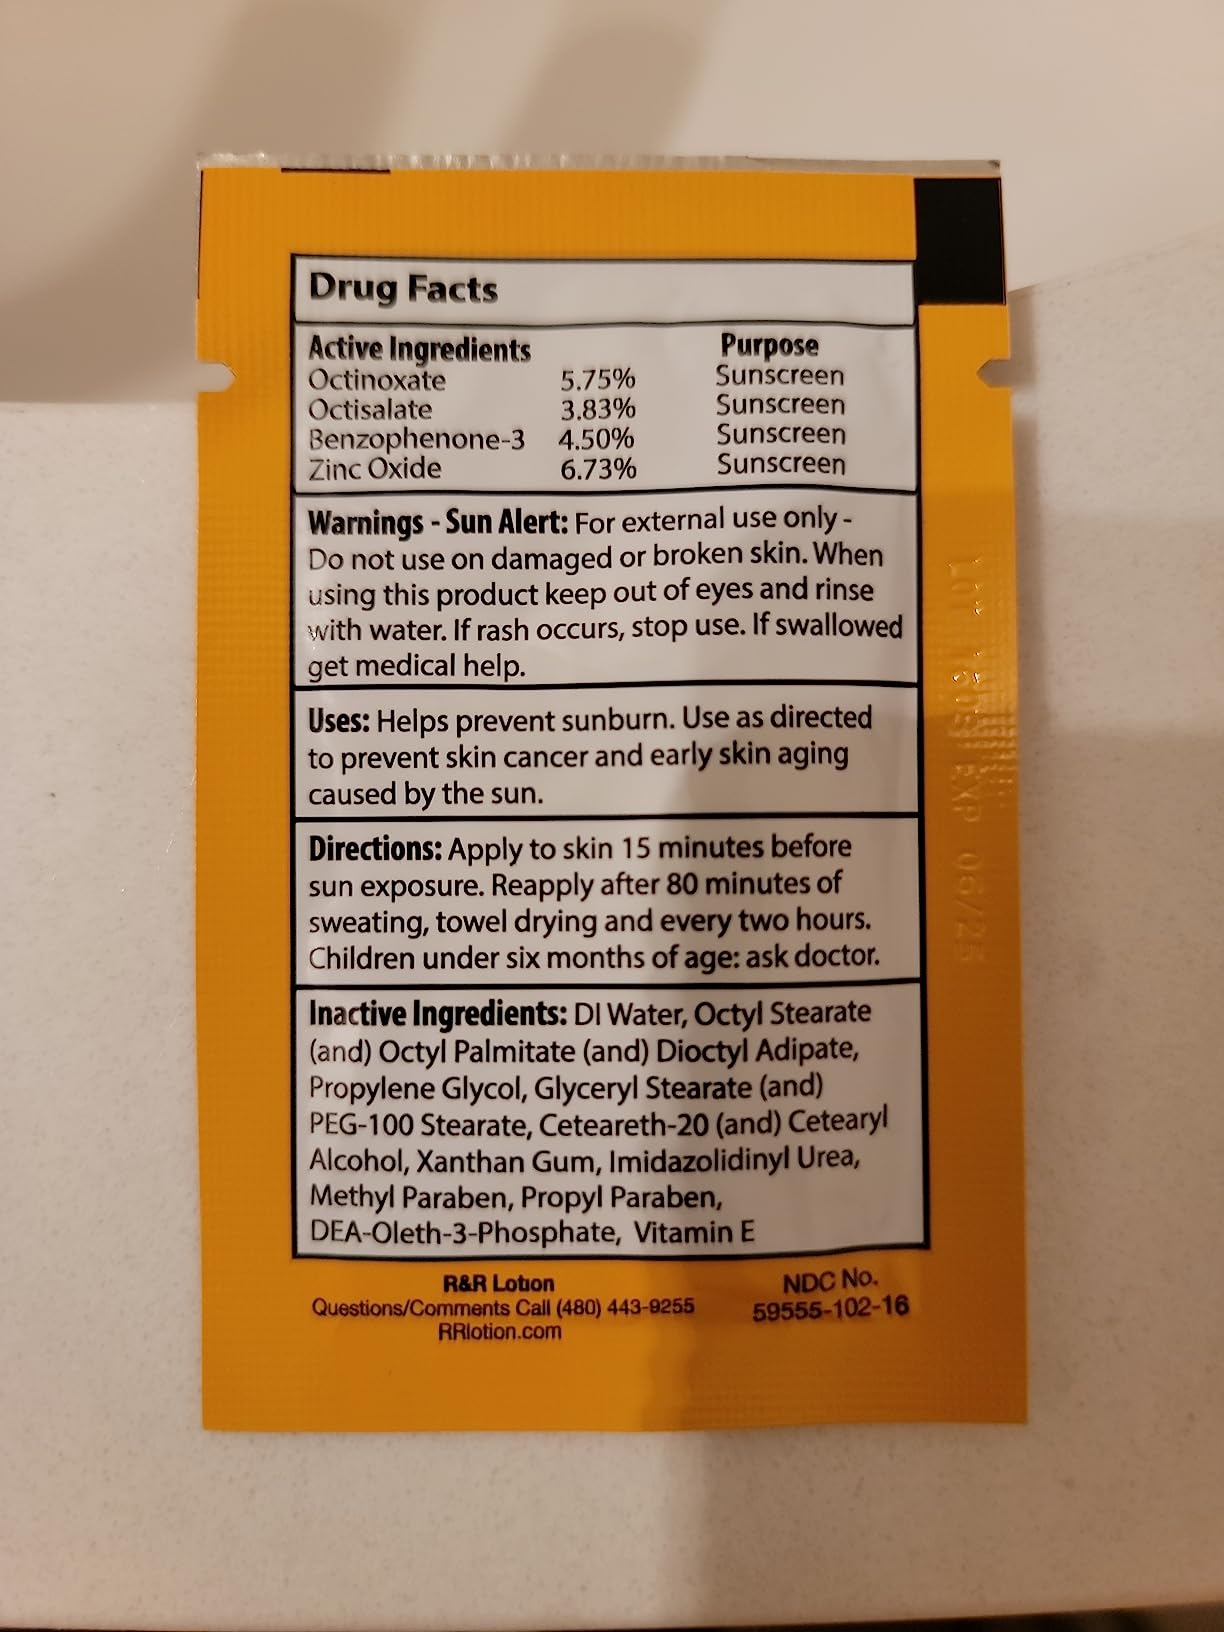 Drug Facts
Active Ingredients Purpose
Octinoxate 5.75% Sunscreen
Octisalate 3.83% Sunscreen
Benzophenone-3 4.50% Sunscreen
Zinc Oxide 6.73% Sunscreen
Warnings - Sun Alert: For external use only -
Do not use on damaged or broken skin. When
using this product keep out of eyes and rinse
with water. If rash occurs, stop use. If swallowed
get medical help.
Uses: Helps prevent sunburn. Use as directed
to prevent skin cancer and early skin aging
caused by the sun.
Directions: Apply to skin 15 minutes before
sun exposure. Reapply after 80 minutes of
sweating, towel drying and every two hours.
Children under six months of age: ask doctor.
Inactive Ingredients: DI Water, Octyl Stearate
(and) Octyl Palmitate (and) Dioctyl Adipate,
Propylene Glycol, Glyceryl Stearate (and)
PEG-100 Stearate, Ceteareth-20 (and) Cetearyl
Alcohol, Xanthan Gum, Imidazolidinyl Urea,
Methyl Paraben, Propyl Paraben,
DEA-Oleth-3-Phosphate, Vitamin E
R&R Lotion
Questions/Comments Call (480) 443-9255
RRlotion.com
NDC No.
59555-102-16
LOT EXP 06/25